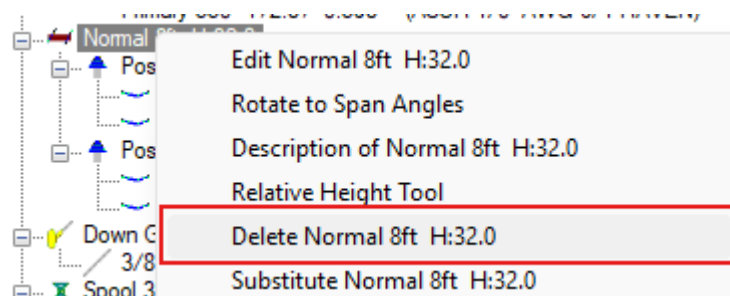 Normal
Edit Normal 8ft H:32.0
Pos
Rotate to Span Angles
Description of Normal 8ft H:32.0
Pos
Relative Height Tool
Down
Delete Normal 8ft H:32.0
3/8
Substitute Normal 8ft H:32.0
Spool 3